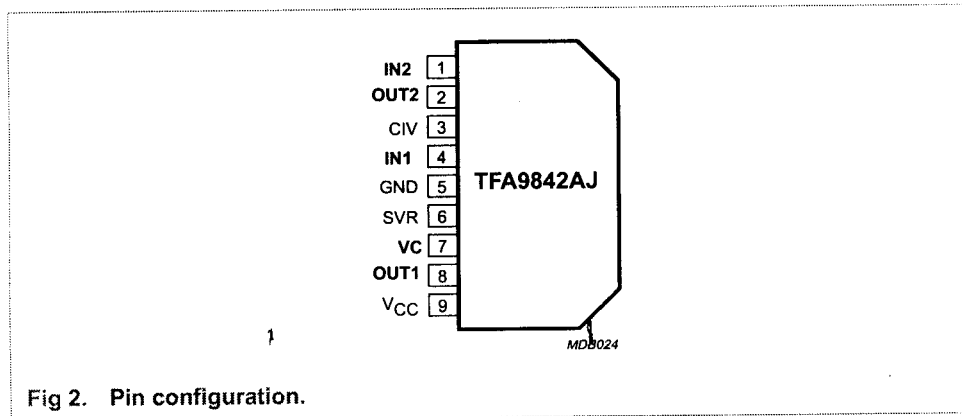 IN2 1
OUT2 2
CIV 3
IN1 4
GND 5
SVR 6
VC 7
OUT1 8
VCC 9
TFA9842AJ
Fig 2. Pin configuration.